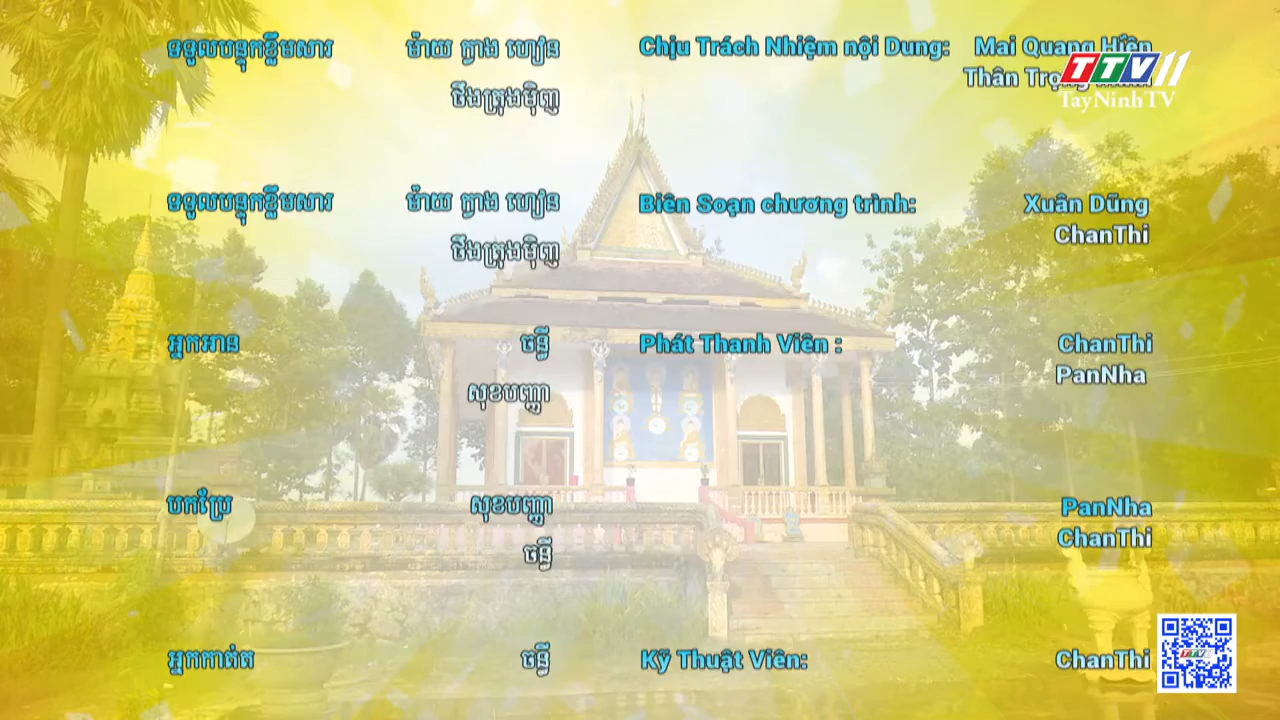 ទទួលបន្ទុកខ្លឹមសារ ម៉ាយ ក្វាង ហៀន Chịu Trách Nhiệm nội Dung: Mai Quang Hiền
ថឹងត្រុងម៉ិញ Thân Trọng
TTV11
TayNinhTV
ទទួលបន្ទុកខ្លឹមសារ ម៉ាយ ក្វាង ហៀន Biên Soạn chương trình: Xuân Dũng
ថឹងត្រុងម៉ិញ ChanThi
អ្នកអាន ចន្ធី Phát Thanh Viên : ChanThi
សុខបញ្ញា PanNha
បកប្រែ សុខបញ្ញា PanNha
ចន្ធី ChanThi
អ្នកកាត់ត ចន្ធី Kỹ Thuật Viên: ChanThi
TTV